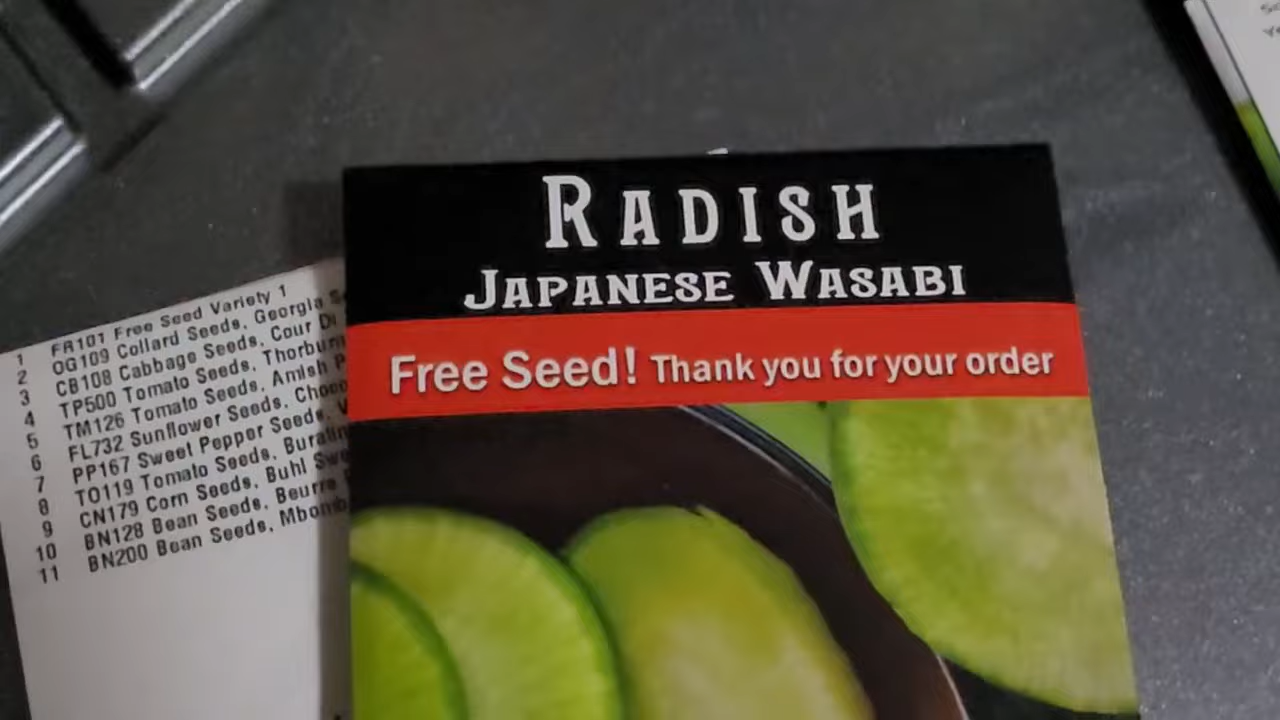 RADISH
JAPANESE WASABI
Free Seed! Thank you for your order
1 FR101 Free Seed Variety 1
2 OG109 Collard Seeds, Georgia
3 CB108 Cabbage Seeds, Cour
4 TP500 Tomato Seeds, Thorburn
5 TM126 Tomato Seeds, Amish
6 FL732 Sunflower Seeds, Choco
7 PP167 Sweet Pepper Seeds,
8 TO119 Tomato Seeds,
9 CN179 Corn Seeds, Buhl
10 BN128 Bean Seeds, Beurre
11 BN200 Bean Seeds,